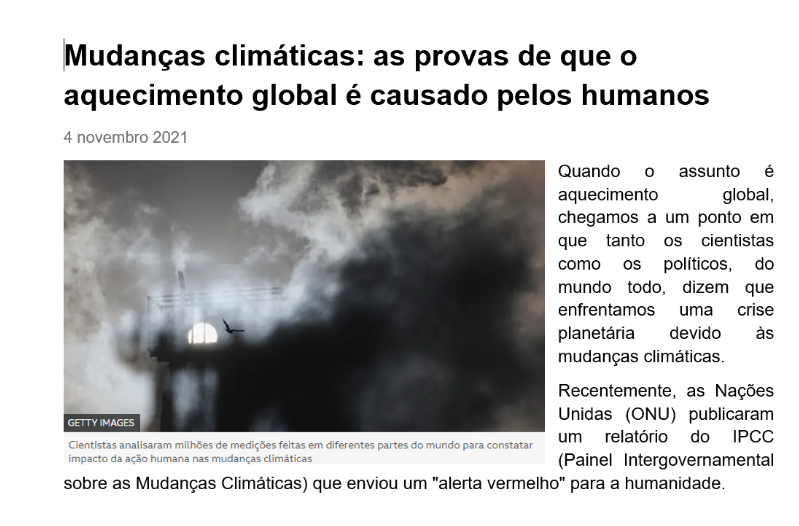 Mudanças climáticas: as provas de que o
aquecimento global é causado pelos humanos
4 novembro 2021
GETTY IMAGES
Cientistas analisaram milhões de medições feitas em diferentes partes do mundo para constatar
impacto da ação humana nas mudanças climáticas
Quando o assunto é
aquecimento global,
chegamos a um ponto em
que tanto os cientistas
como os políticos, do
mundo todo, dizem que
enfrentamos uma crise
planetária devido às
mudanças climáticas.
Recentemente, as Nações
Unidas (ONU) publicaram
um relatório do IPCC
(Painel Intergovernamental
sobre as Mudanças Climáticas) que enviou um "alerta vermelho" para a humanidade.